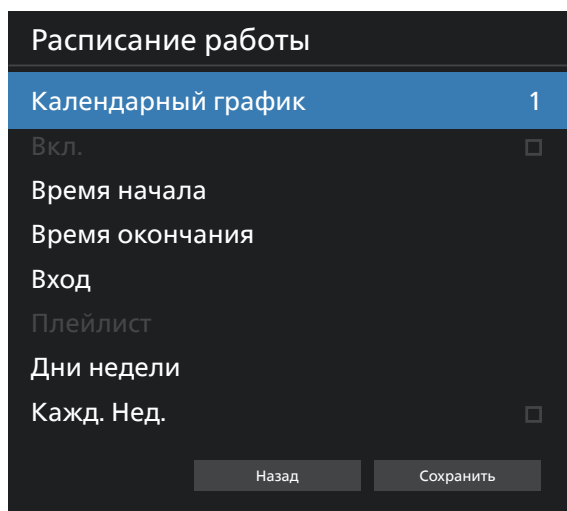 Расписание работы
Календарный график 1
Вкл.
Время начала
Время окончания
Вход
Плейлист
Дни недели
Кажд. Нед.
Назад Сохранить